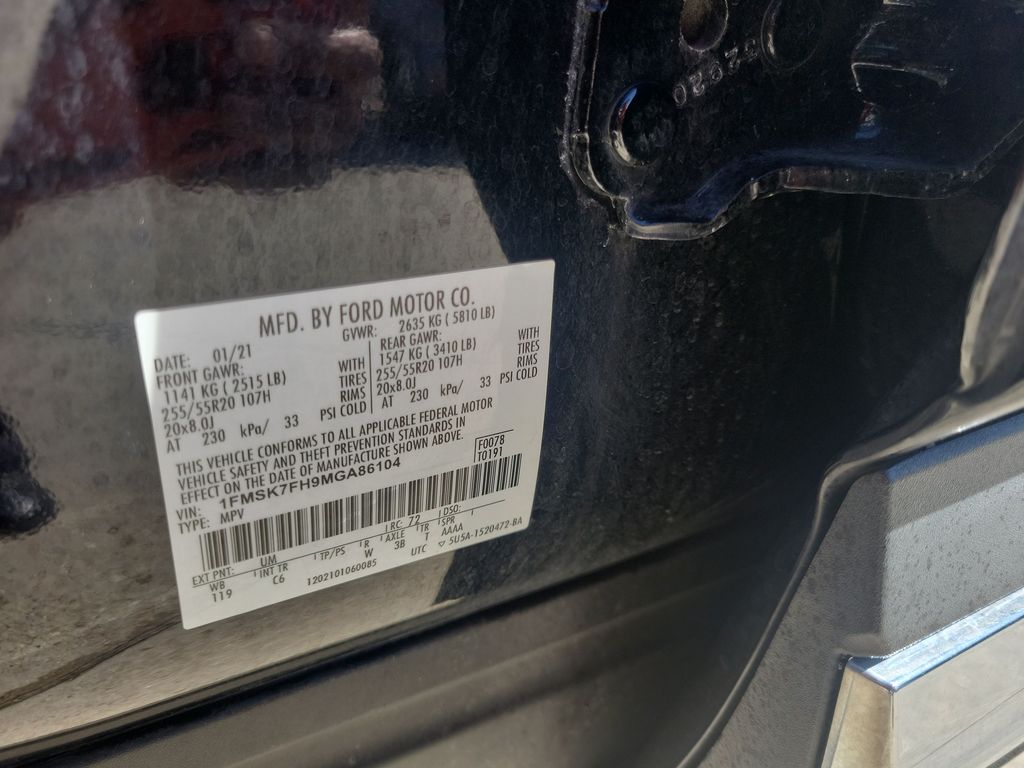 02620
MFD. BY FORD MOTOR CO.
DATE: 01/21 GVWR: 2635 KG ( 5810 LB)
FRONT GAWR: WITH REAR GAWR: WITH
1141 KG ( 2515 LB) TIRES 1547 KG ( 3410 LB) TIRES
255/55R20 107H RIMS 255/55R20 107H RIMS
20x8.0J PSI COLD 20x8.0J PSI COLD
AT 230 kPa/ 33 AT 230 kPa/ 33
THIS VEHICLE CONFORMS TO ALL APPLICABLE FEDERAL MOTOR
VEHICLE SAFETY AND THEFT PREVENTION STANDARDS IN
EFFECT ON THE DATE OF MANUFACTURE SHOWN ABOVE.
F0078
VIN: 1FMSK7FH9MGA86104 T0191
TYPE: MPV
EXT PNT: UM RC: 72 DSO:
WB INT TR TP/PS R AXLE TR SPR
119 C6 W 3B T AAAA
1202101060085 UTC ▽ 5U5A-1520472-BA